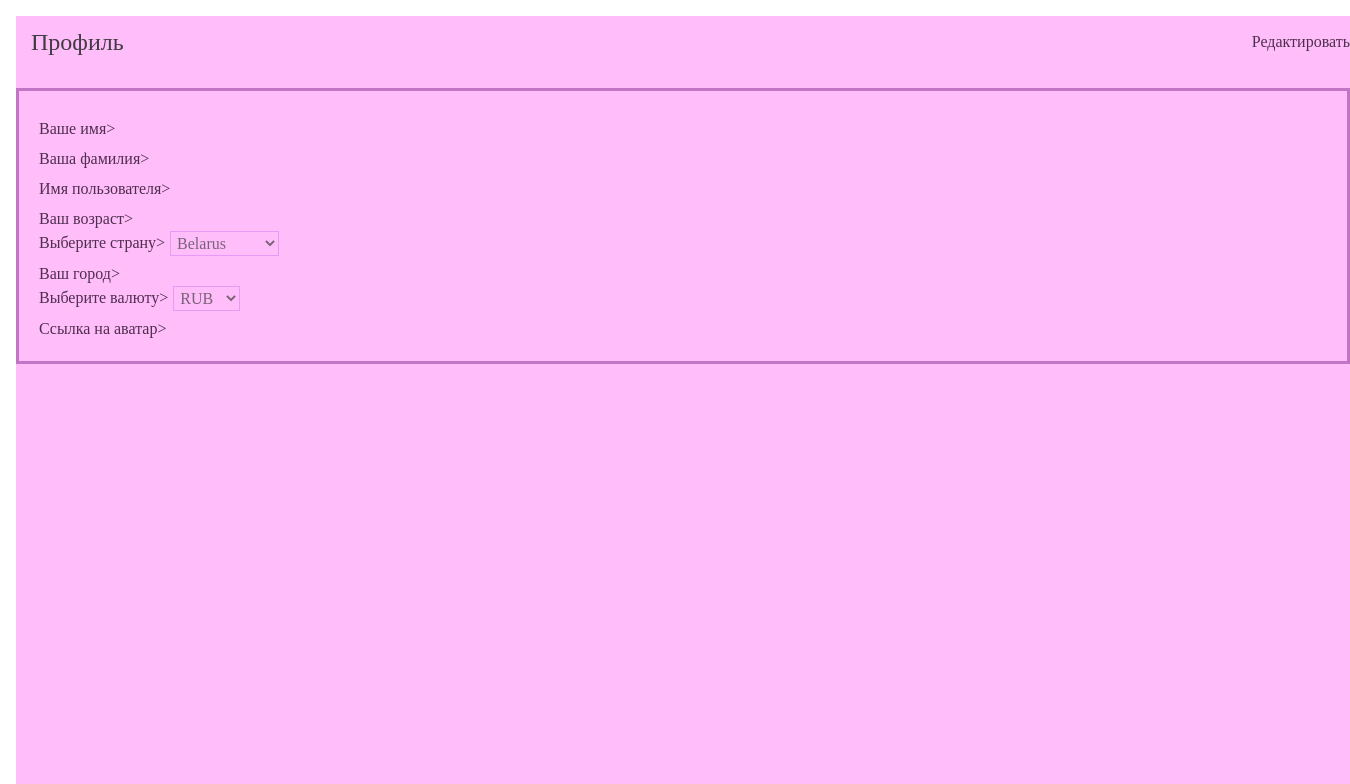 Профиль
Редактировать
Ваше имя>
Ваша фамилия>
Имя пользователя>
Ваш возраст>
Выберите страну> Belarus
Ваш город>
Выберите валюту> RUB
Ссылка на аватар>